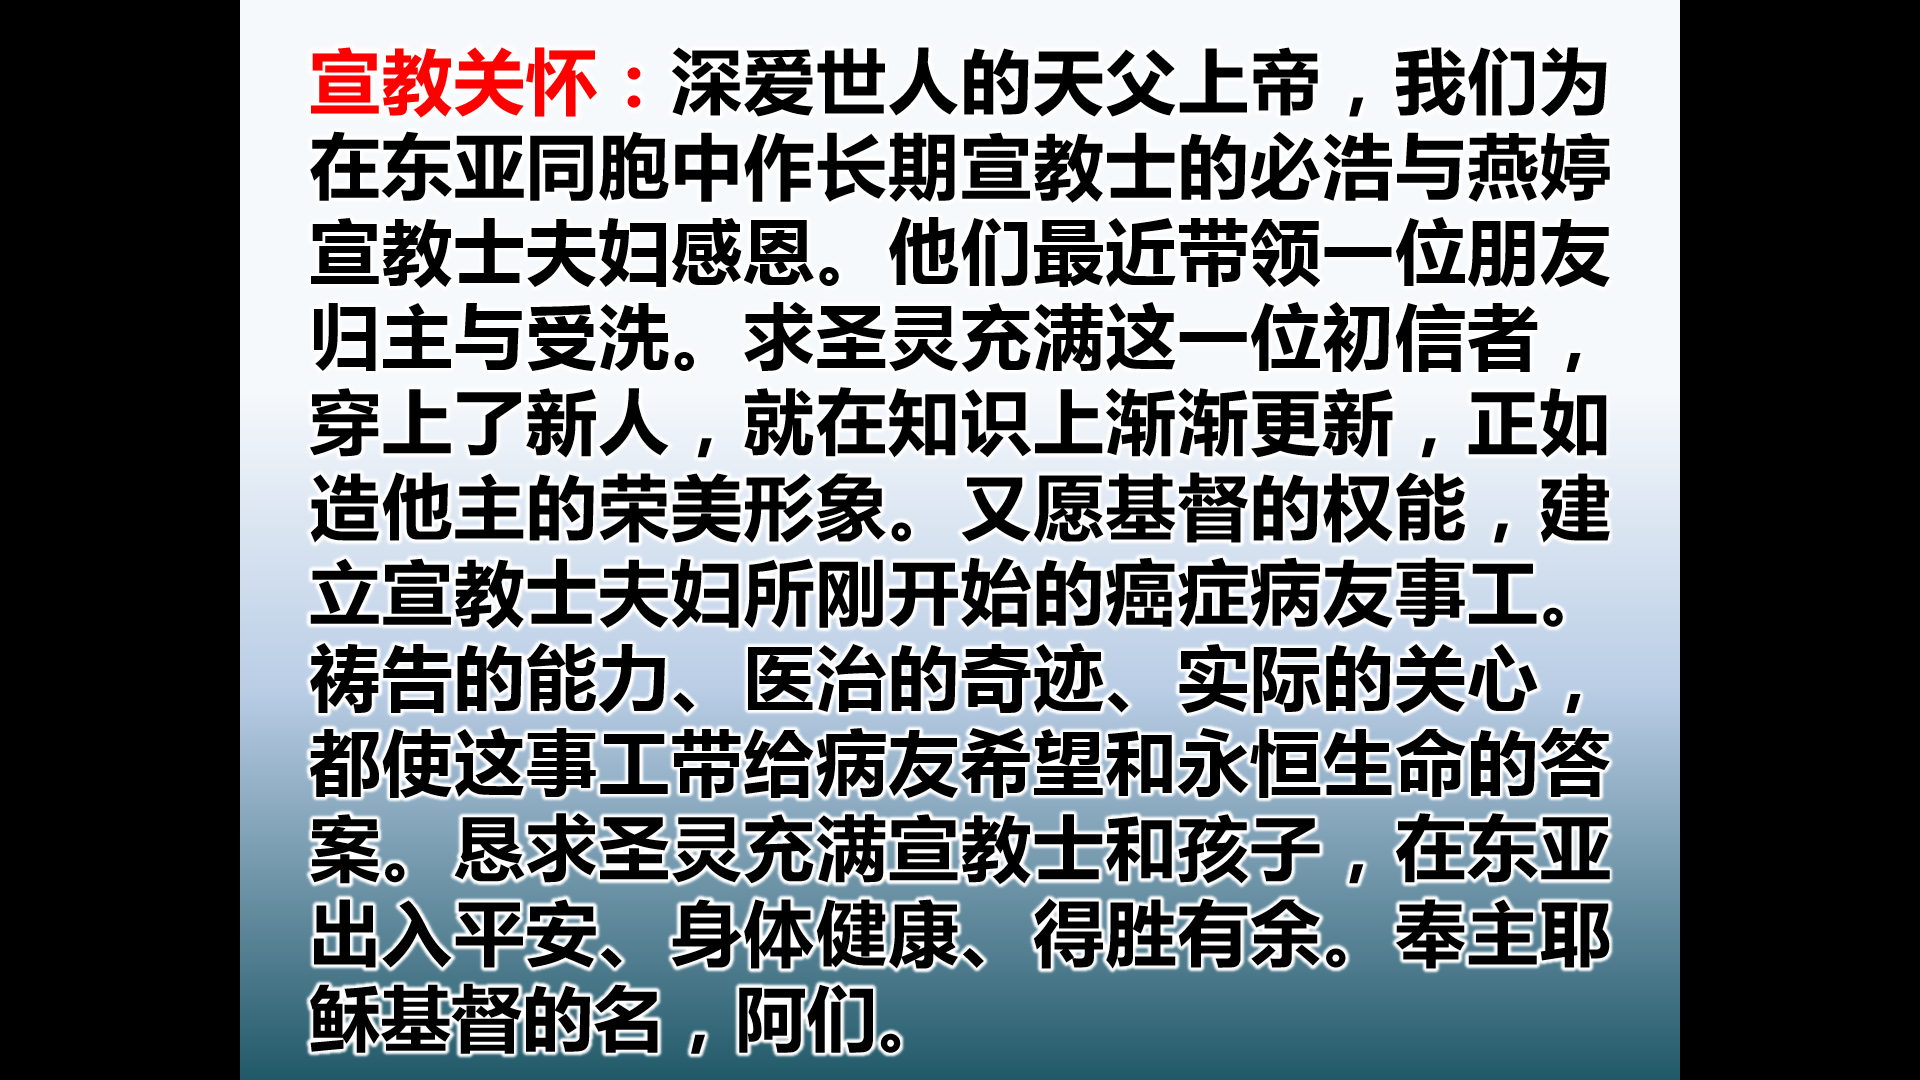 宣教关怀：深爱世人的天父上帝，我们为
在东亚同胞中作长期宣教士的必浩与燕婷
宣教士夫妇感恩。他们最近带领一位朋友
归主与受洗。求圣灵充满这一位初信者，
穿上了新人，就在知识上渐渐更新，正如
造他主的荣美形象。又愿基督的权能，建
立宣教士夫妇所刚开始的癌症病友事工。
祷告的能力、医治的奇迹、实际的关心，
都使这事工带给病友希望和永恒生命的答
案。恳求圣灵充满宣教士和孩子，在东亚
出入平安、身体健康、得胜有余。奉主耶
稣基督的名，阿们。